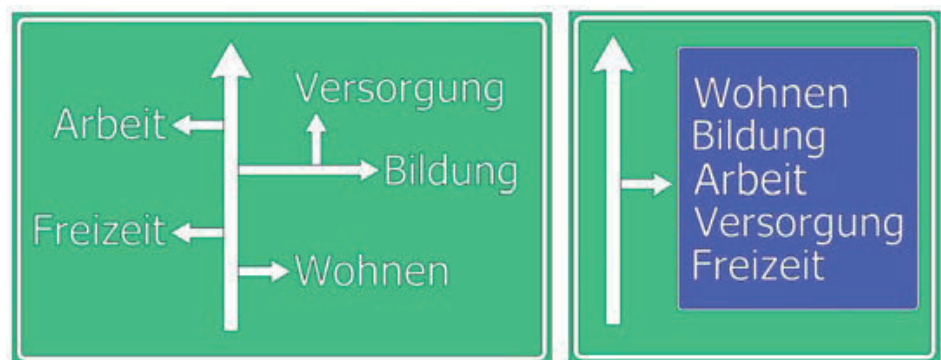 Versorgung
Arbeit
Bildung
Freizeit
Wohnen
Wohnen
Bildung
Arbeit
Versorgung
Freizeit